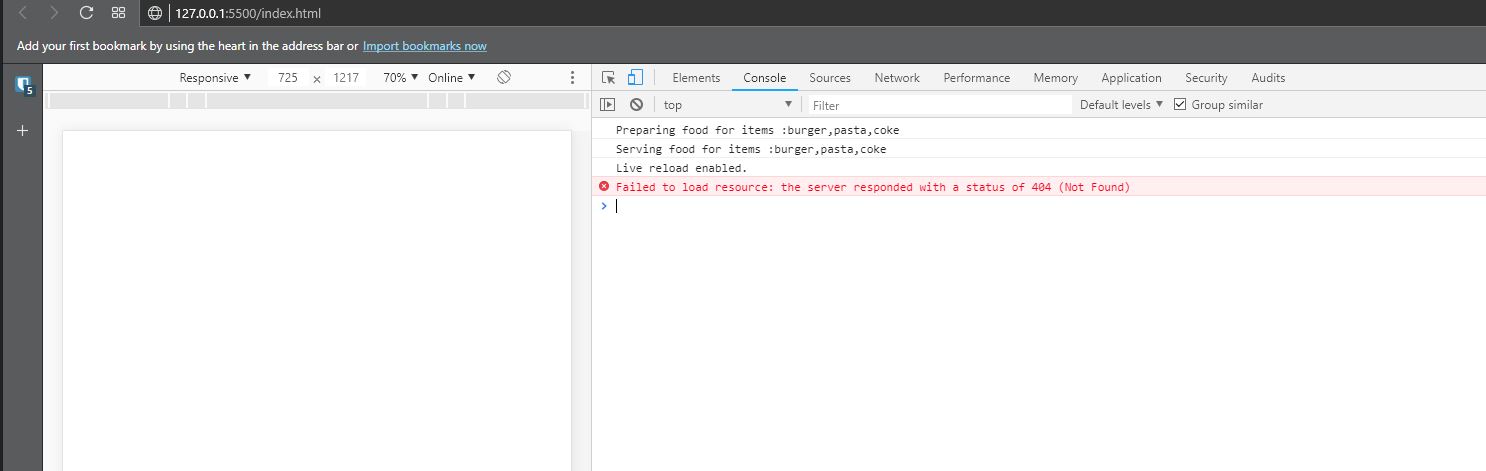 127.0.0.1:5500/index.html
Add your first bookmark by using the heart in the address bar or Import bookmarks now
5
Responsive ▼ 725 × 1217 70% ▼ Online ▼
Elements Console Sources Network Performance Memory Application Security Audits
top ▼ Filter Default levels ▼ Group similar
Preparing food for items :burger,pasta,coke
Serving food for items :burger,pasta,coke
Live reload enabled.
Failed to load resource: the server responded with a status of 404 (Not Found)
>